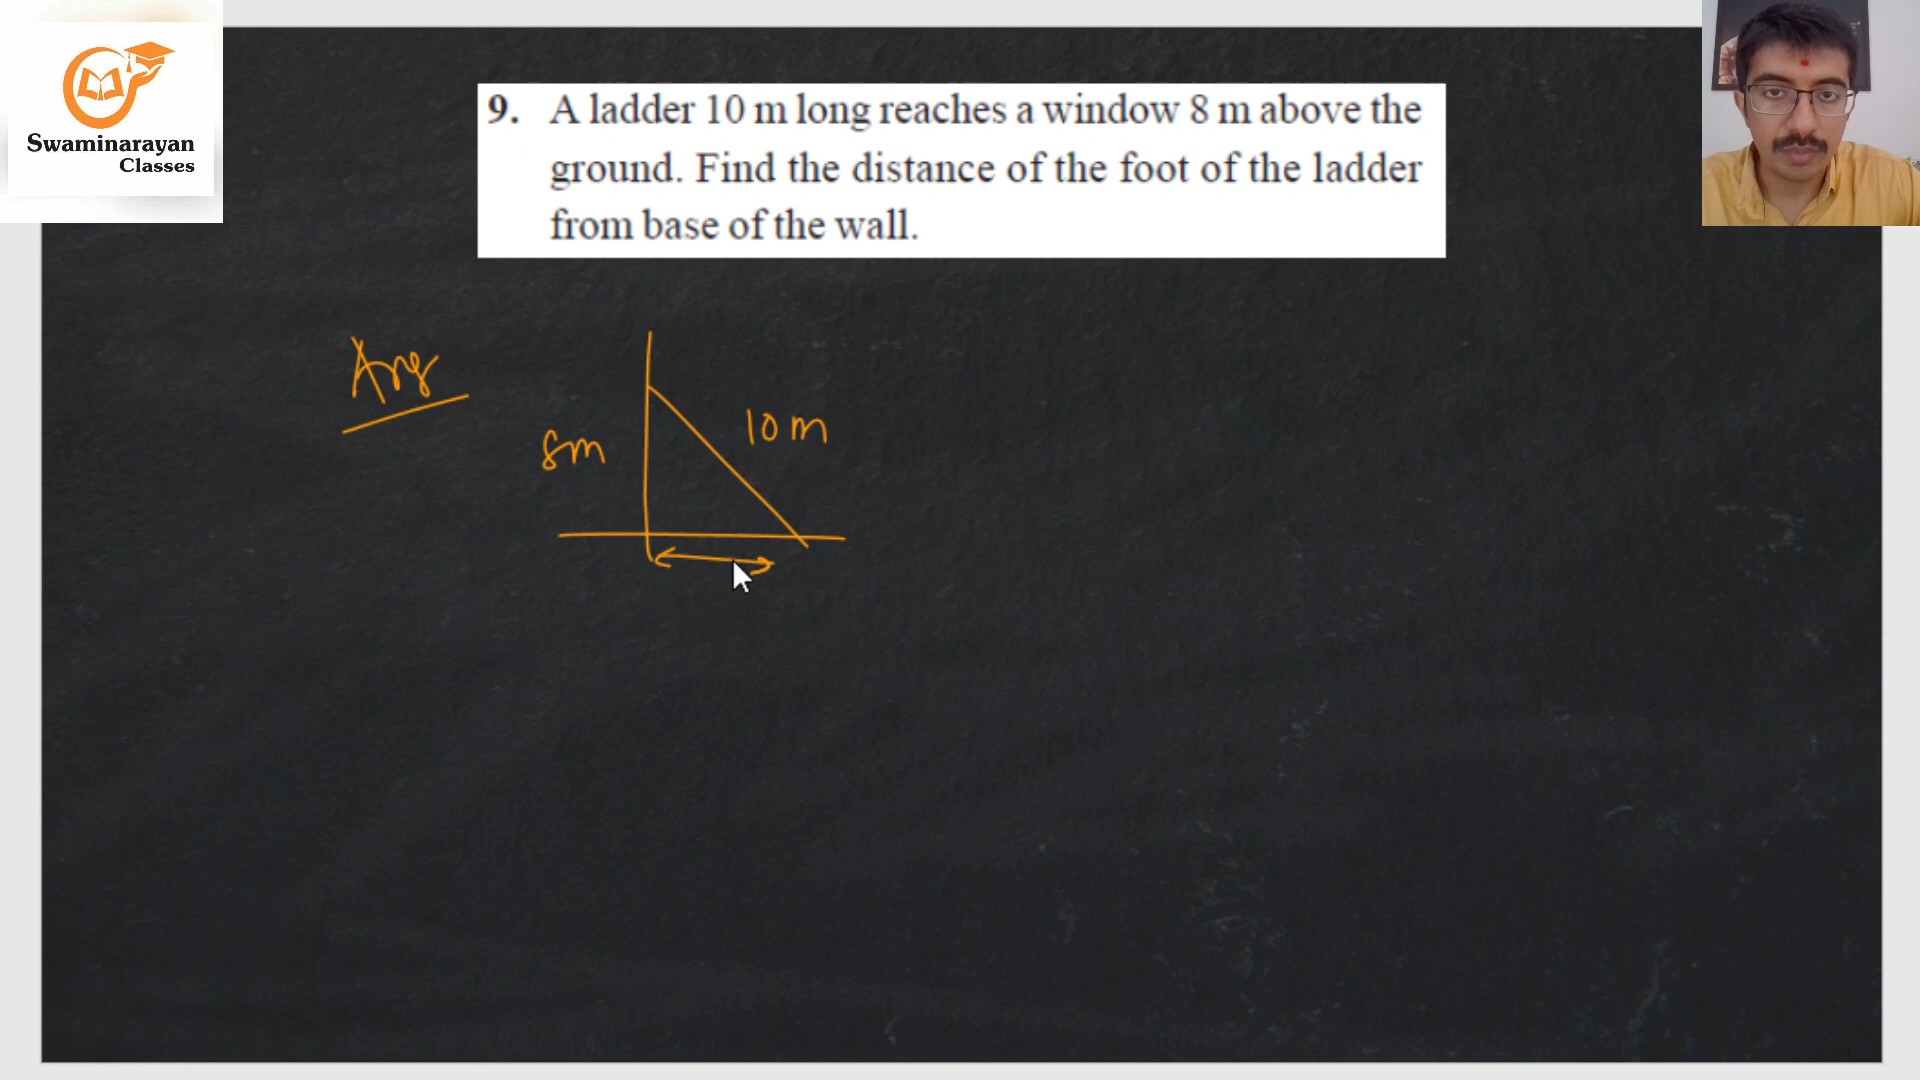 Swaminarayan
Classes
9. A ladder 10 m long reaches a window 8 m above the
ground. Find the distance of the foot of the ladder
from base of the wall.
Ans
8m
10 m